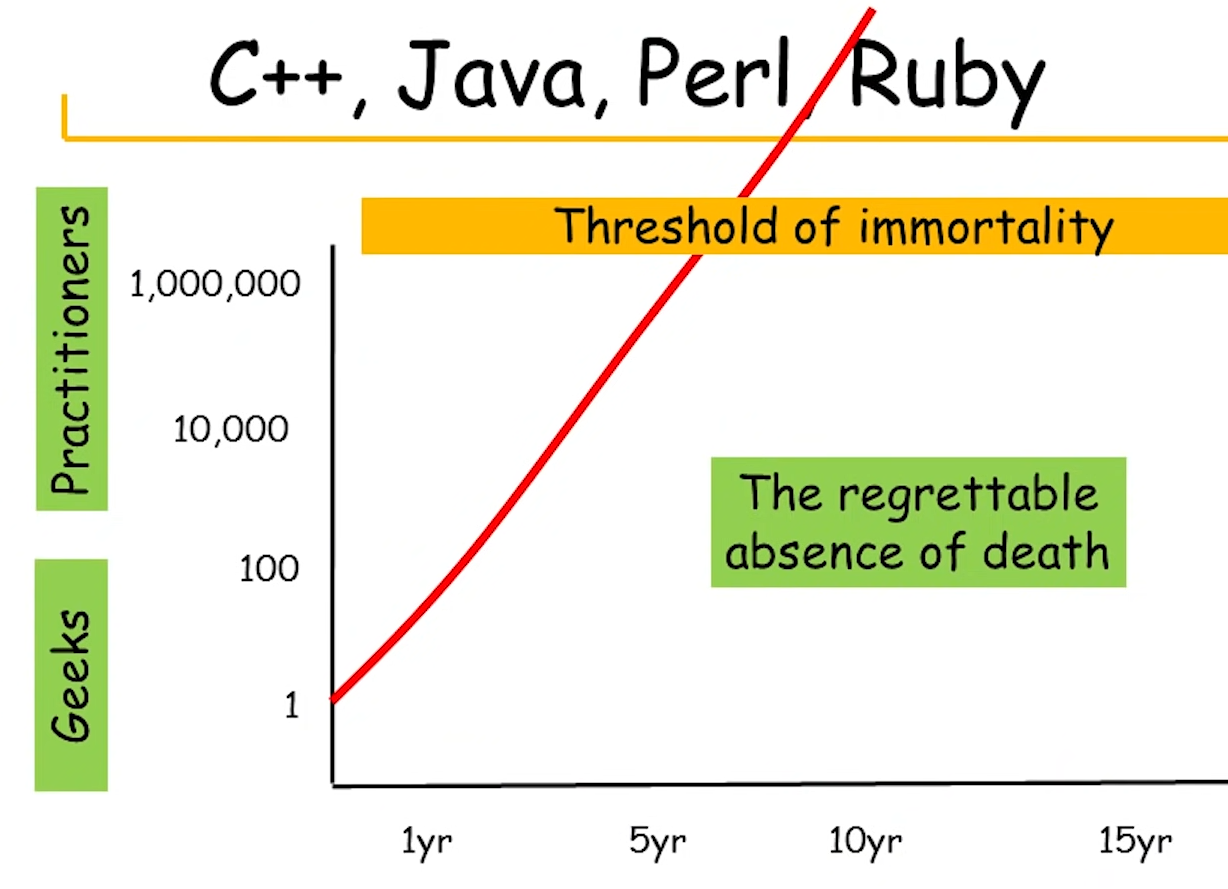 C++, Java, Perl, Ruby
Threshold of immortality
Practitioners
1,000,000
10,000
The regrettable
absence of death
100
Geeks
1
1yr
5yr
10yr
15yr